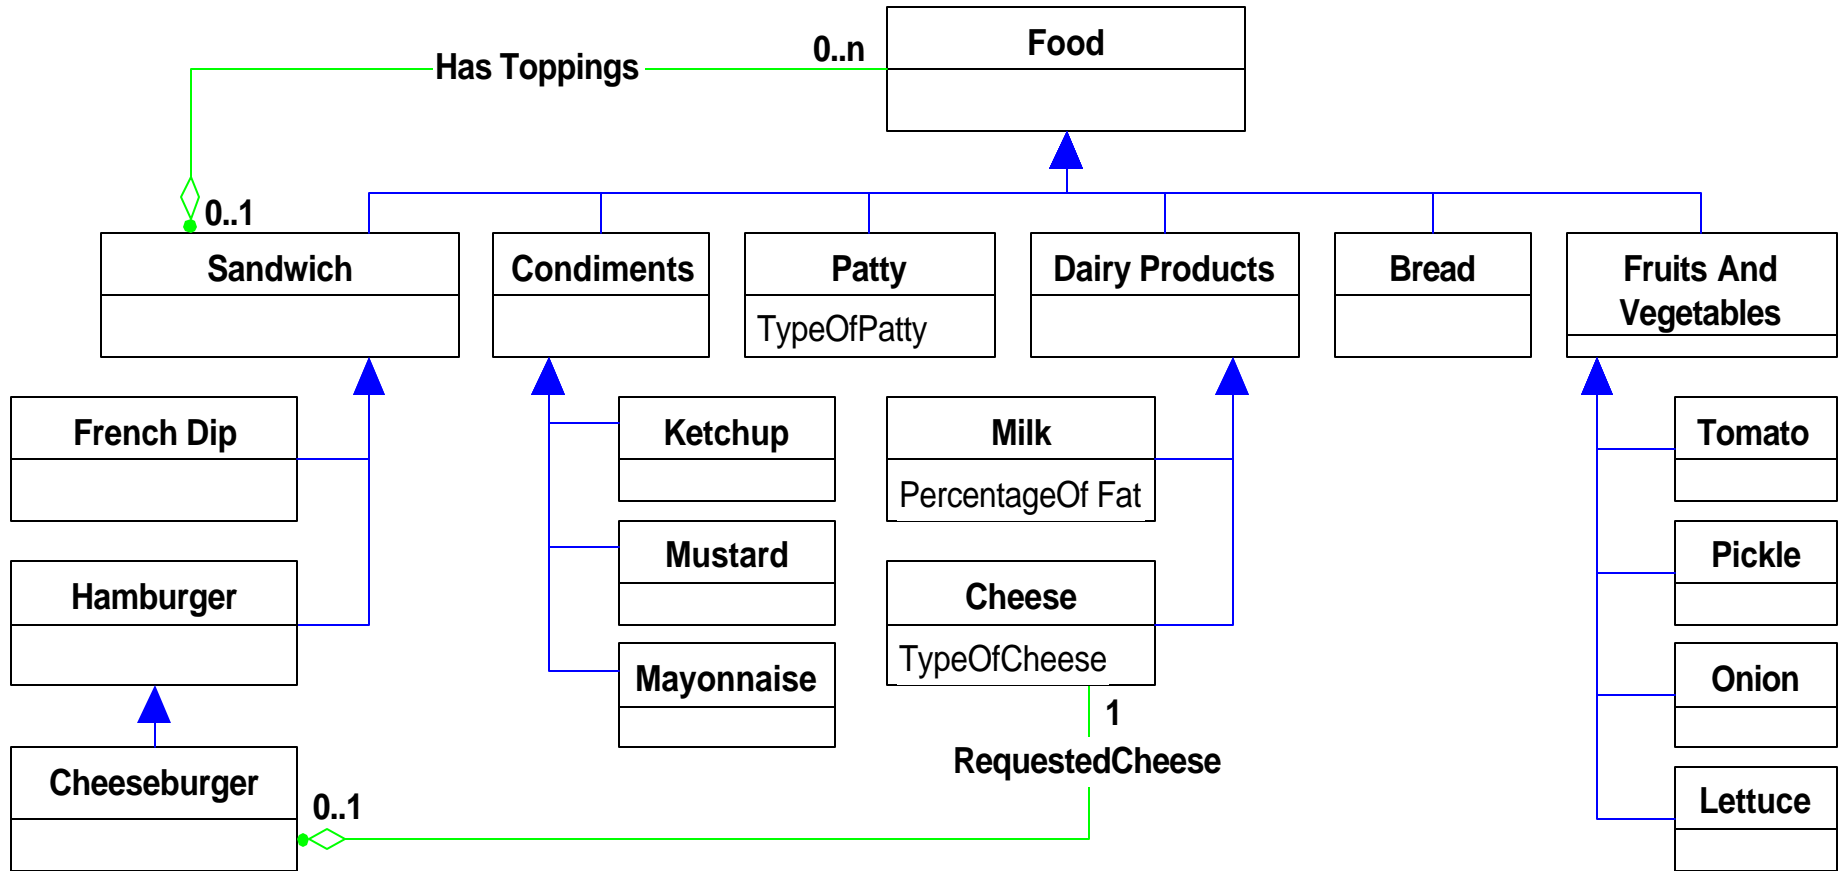 Food
0..n
Has Toppings
0..1
Sandwich
Condiments
Patty
TypeOfPatty
Dairy Products
Bread
Fruits And
Vegetables
French Dip
Ketchup
Milk
PercentageOf Fat
Tomato
Mustard
Pickle
Hamburger
Cheese
TypeOfCheese
Mayonnaise
Onion
1
RequestedCheese
Cheeseburger
0..1
Lettuce